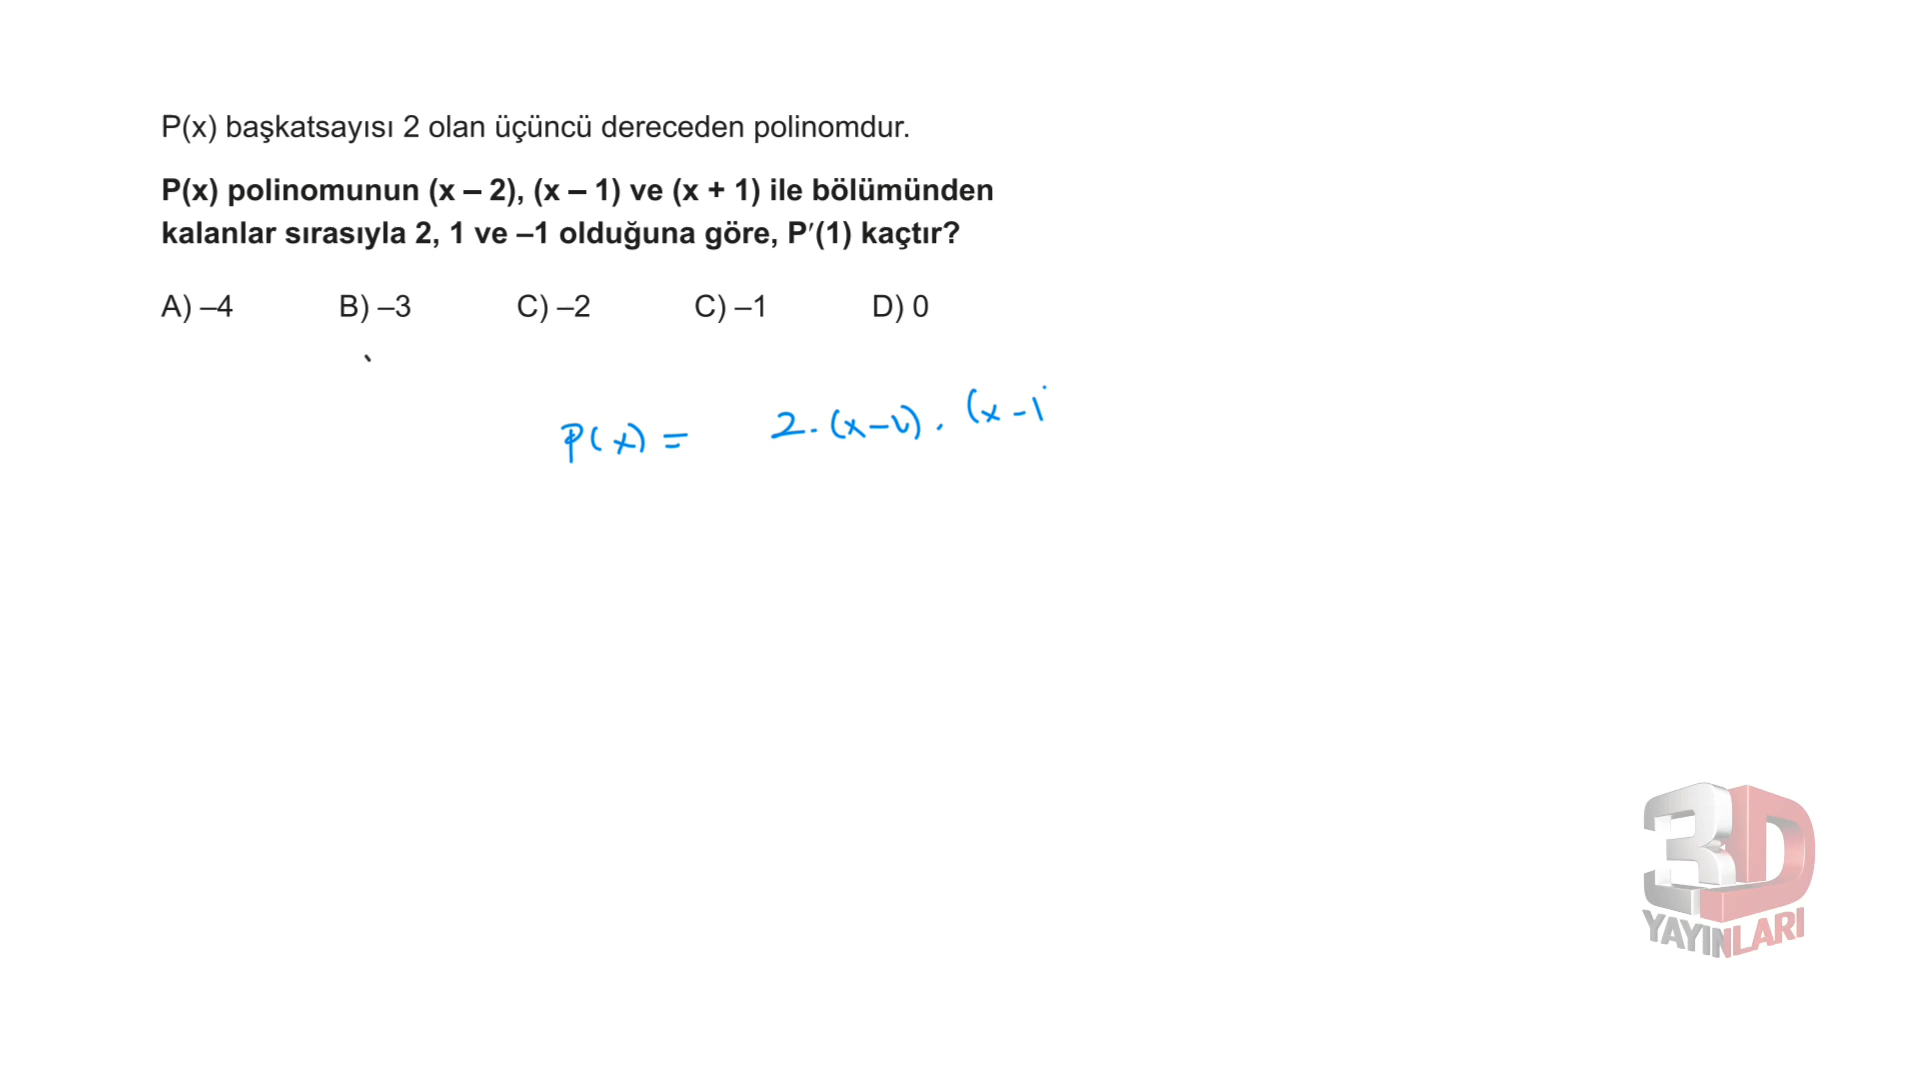 P(x) başkatsayısı 2 olan üçüncü dereceden polinomdur.
P(x) polinomunun (x – 2), (x – 1) ve (x + 1) ile bölümünden
kalanlar sırasıyla 2, 1 ve –1 olduğuna göre, P′(1) kaçtır?
A) –4 B) –3 C) –2 C) –1 D) 0
P(x) = 2. (x-2). (x-1
3D
YAYINLARI